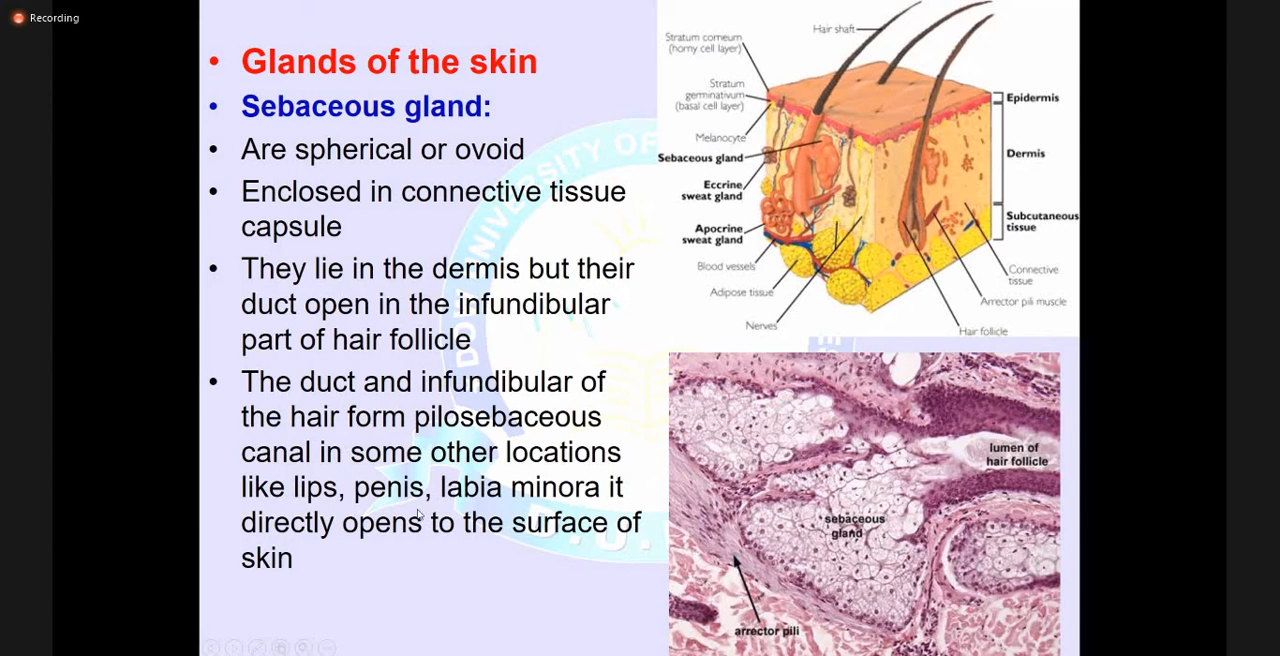 Recording
Glands of the skin
Sebaceous gland:
Are spherical or ovoid
Enclosed in connective tissue
capsule
They lie in the dermis but their
duct open in the infundibular
part of hair follicle
The duct and infundibular of
the hair form pilosebaceous
canal in some other locations
like lips, penis, labia minora it
directly opens to the surface of
skin
Hair shaft
Stratum corneum
(horny cell layer)
Stratum
germinativum
(basal cell layer)
Melanocyte
Sebaceous gland
Eccrine
sweat gland
Apocrine
sweat gland
Blood vessels
Adipose tissue
Nerves
Epidermis
Dermis
Subcutaneous
tissue
Connective
tissue
Arrector pili muscle
Hair follicle
lumen of
hair follicle
sebaceous
gland
arrector pili
UNIVERSITY OF